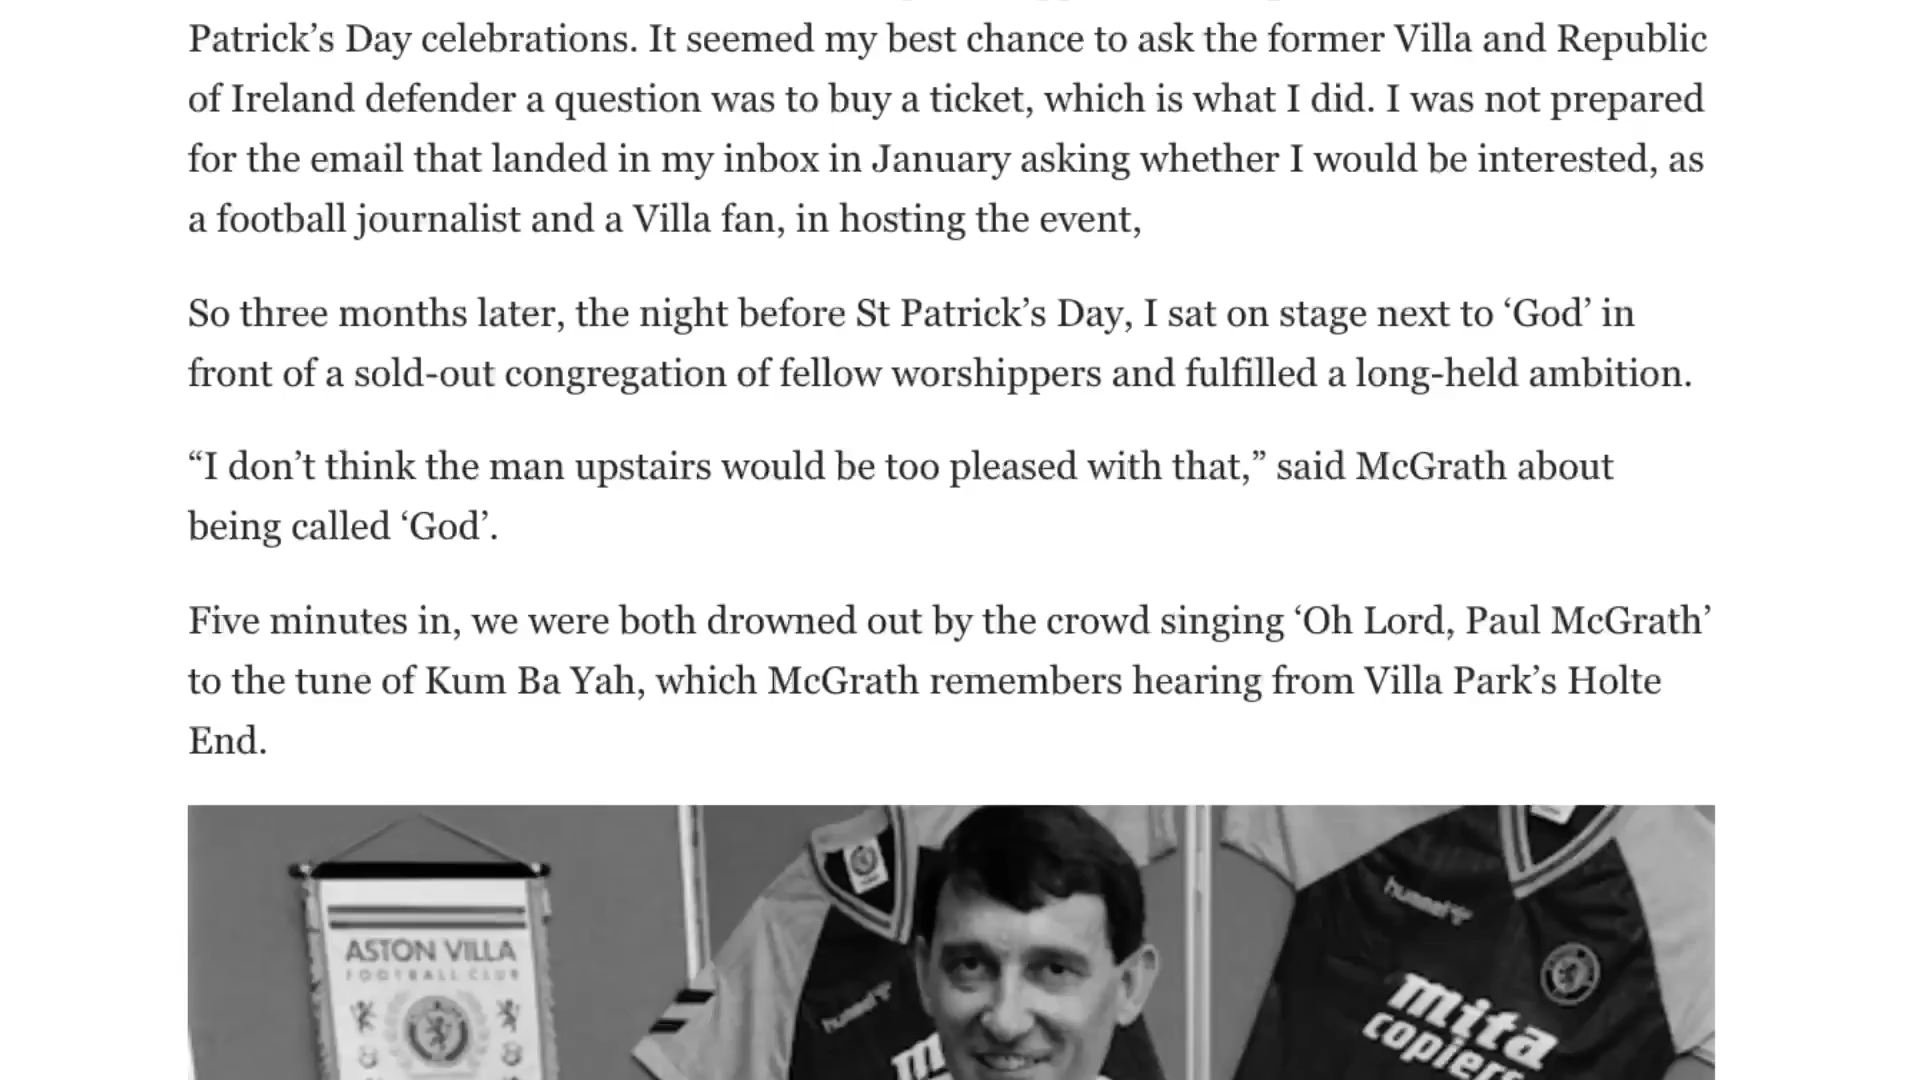 Patrick’s Day celebrations. It seemed my best chance to ask the former Villa and Republic
of Ireland defender a question was to buy a ticket, which is what I did. I was not prepared
for the email that landed in my inbox in January asking whether I would be interested, as
a football journalist and a Villa fan, in hosting the event,
So three months later, the night before St Patrick’s Day, I sat on stage next to ‘God’ in
front of a sold-out congregation of fellow worshippers and fulfilled a long-held ambition.
“I don’t think the man upstairs would be too pleased with that,” said McGrath about
being called ‘God’.
Five minutes in, we were both drowned out by the crowd singing ‘Oh Lord, Paul McGrath’
to the tune of Kum Ba Yah, which McGrath remembers hearing from Villa Park’s Holte
End.
ASTON VILLA
FOOTBALL CLUB
hummel
hummel
mita
copiers